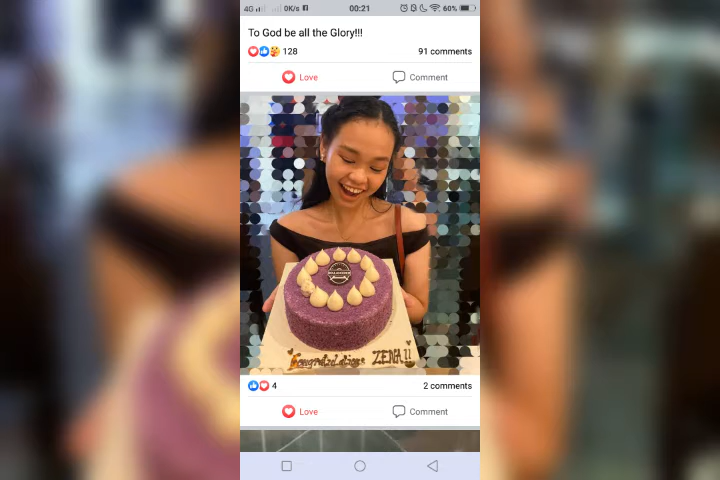 4G 0K/s 00:21 60%
To God be all the Glory!!!
128 91 comments
Love Comment
Congratulations ZENA!!
4 2 comments
Love Comment